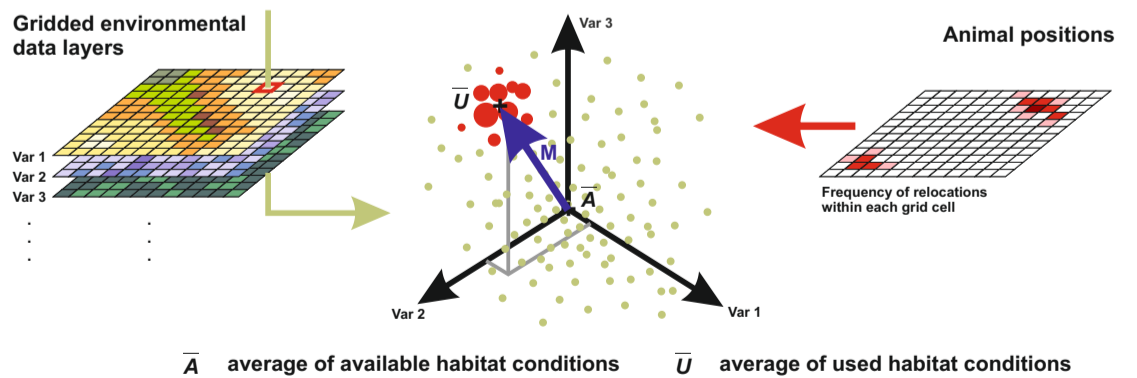 Gridded environmental
data layers
Var 1
Var 2
Var 3
.
.
.
.
.
.
Var 3
U̅
M
A̅
Var 2
Var 1
Animal positions
Frequency of relocations
within each grid cell
A̅ average of available habitat conditions
U̅ average of used habitat conditions